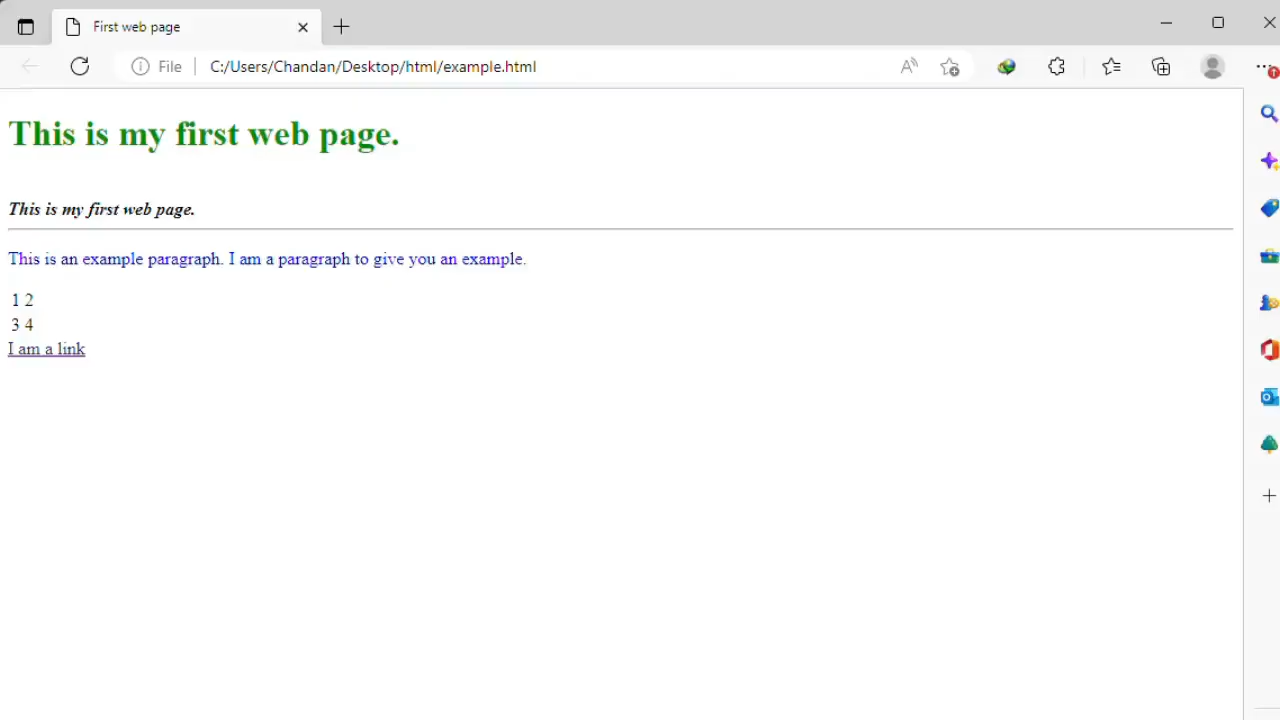 First web page
File C:/Users/Chandan/Desktop/html/example.html
This is my first web page.
This is my first web page.
This is an example paragraph. I am a paragraph to give you an example.
1 2
3 4
I am a link